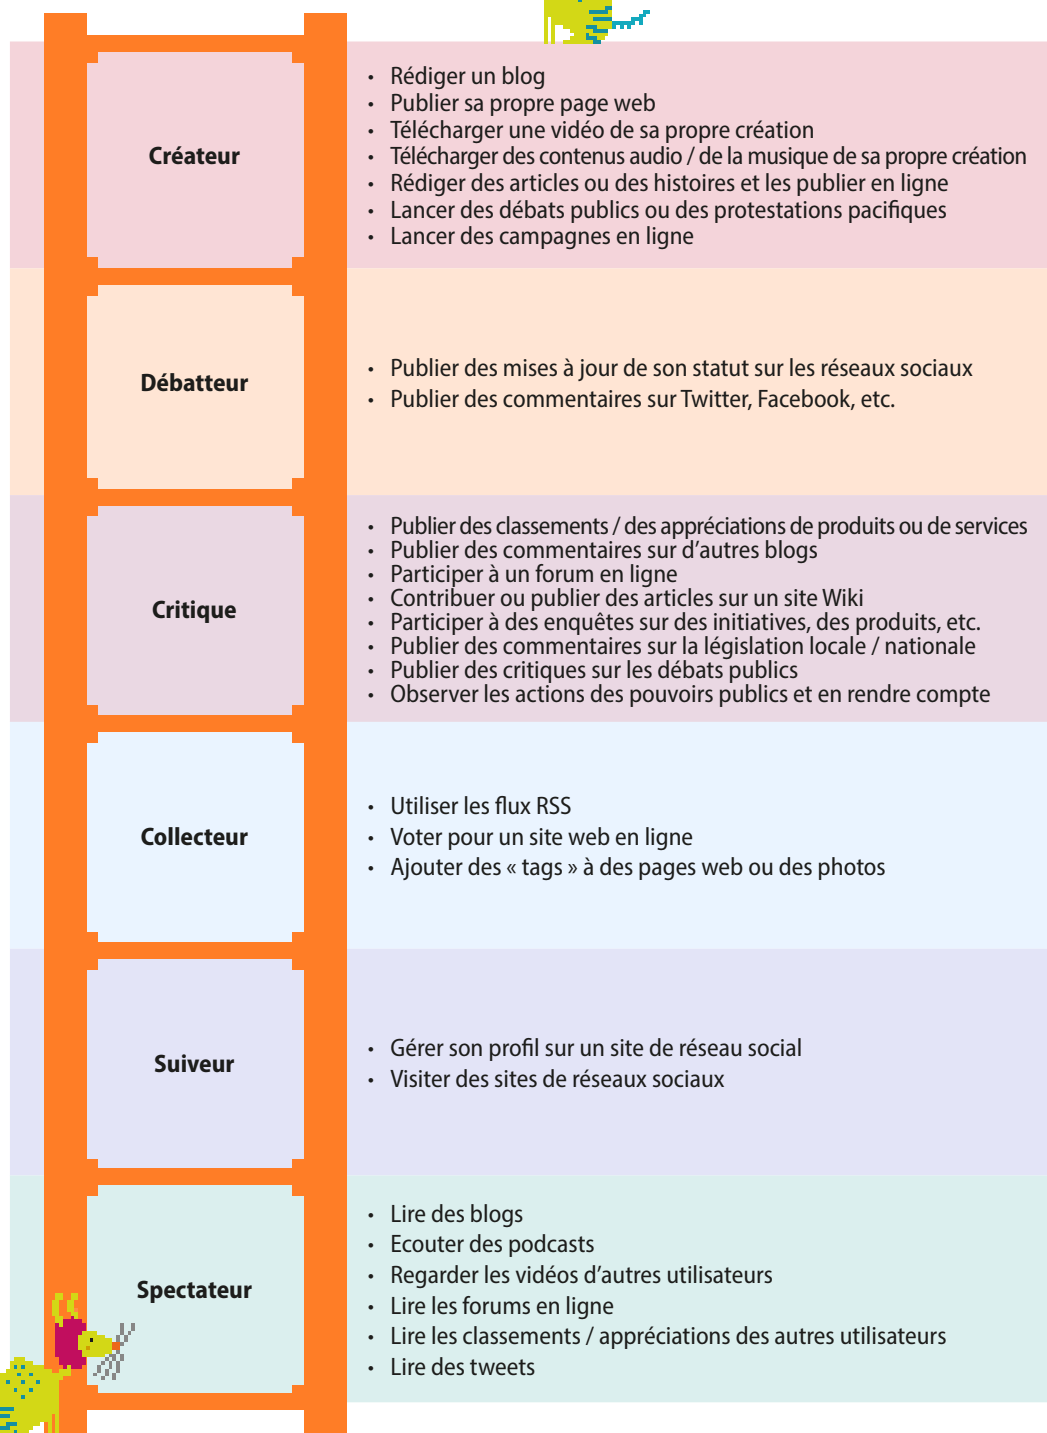 Créateur
• Rédiger un blog
• Publier sa propre page web
• Télécharger une vidéo de sa propre création
• Télécharger des contenus audio / de la musique de sa propre création
• Rédiger des articles ou des histoires et les publier en ligne
• Lancer des débats publics ou des protestations pacifiques
• Lancer des campagnes en ligne
Débatteur
• Publier des mises à jour de son statut sur les réseaux sociaux
• Publier des commentaires sur Twitter, Facebook, etc.
Critique
• Publier des classements / des appréciations de produits ou de services
• Publier des commentaires sur d’autres blogs
• Participer à un forum en ligne
• Contribuer ou publier des articles sur un site Wiki
• Participer à des enquêtes sur des initiatives, des produits, etc.
• Publier des commentaires sur la législation locale / nationale
• Publier des critiques sur les débats publics
• Observer les actions des pouvoirs publics et en rendre compte
Collecteur
• Utiliser les flux RSS
• Voter pour un site web en ligne
• Ajouter des « tags » à des pages web ou des photos
Suiveur
• Gérer son profil sur un site de réseau social
• Visiter des sites de réseaux sociaux
Spectateur
• Lire des blogs
• Ecouter des podcasts
• Regarder les vidéos d’autres utilisateurs
• Lire les forums en ligne
• Lire les classements / appréciations des autres utilisateurs
• Lire des tweets